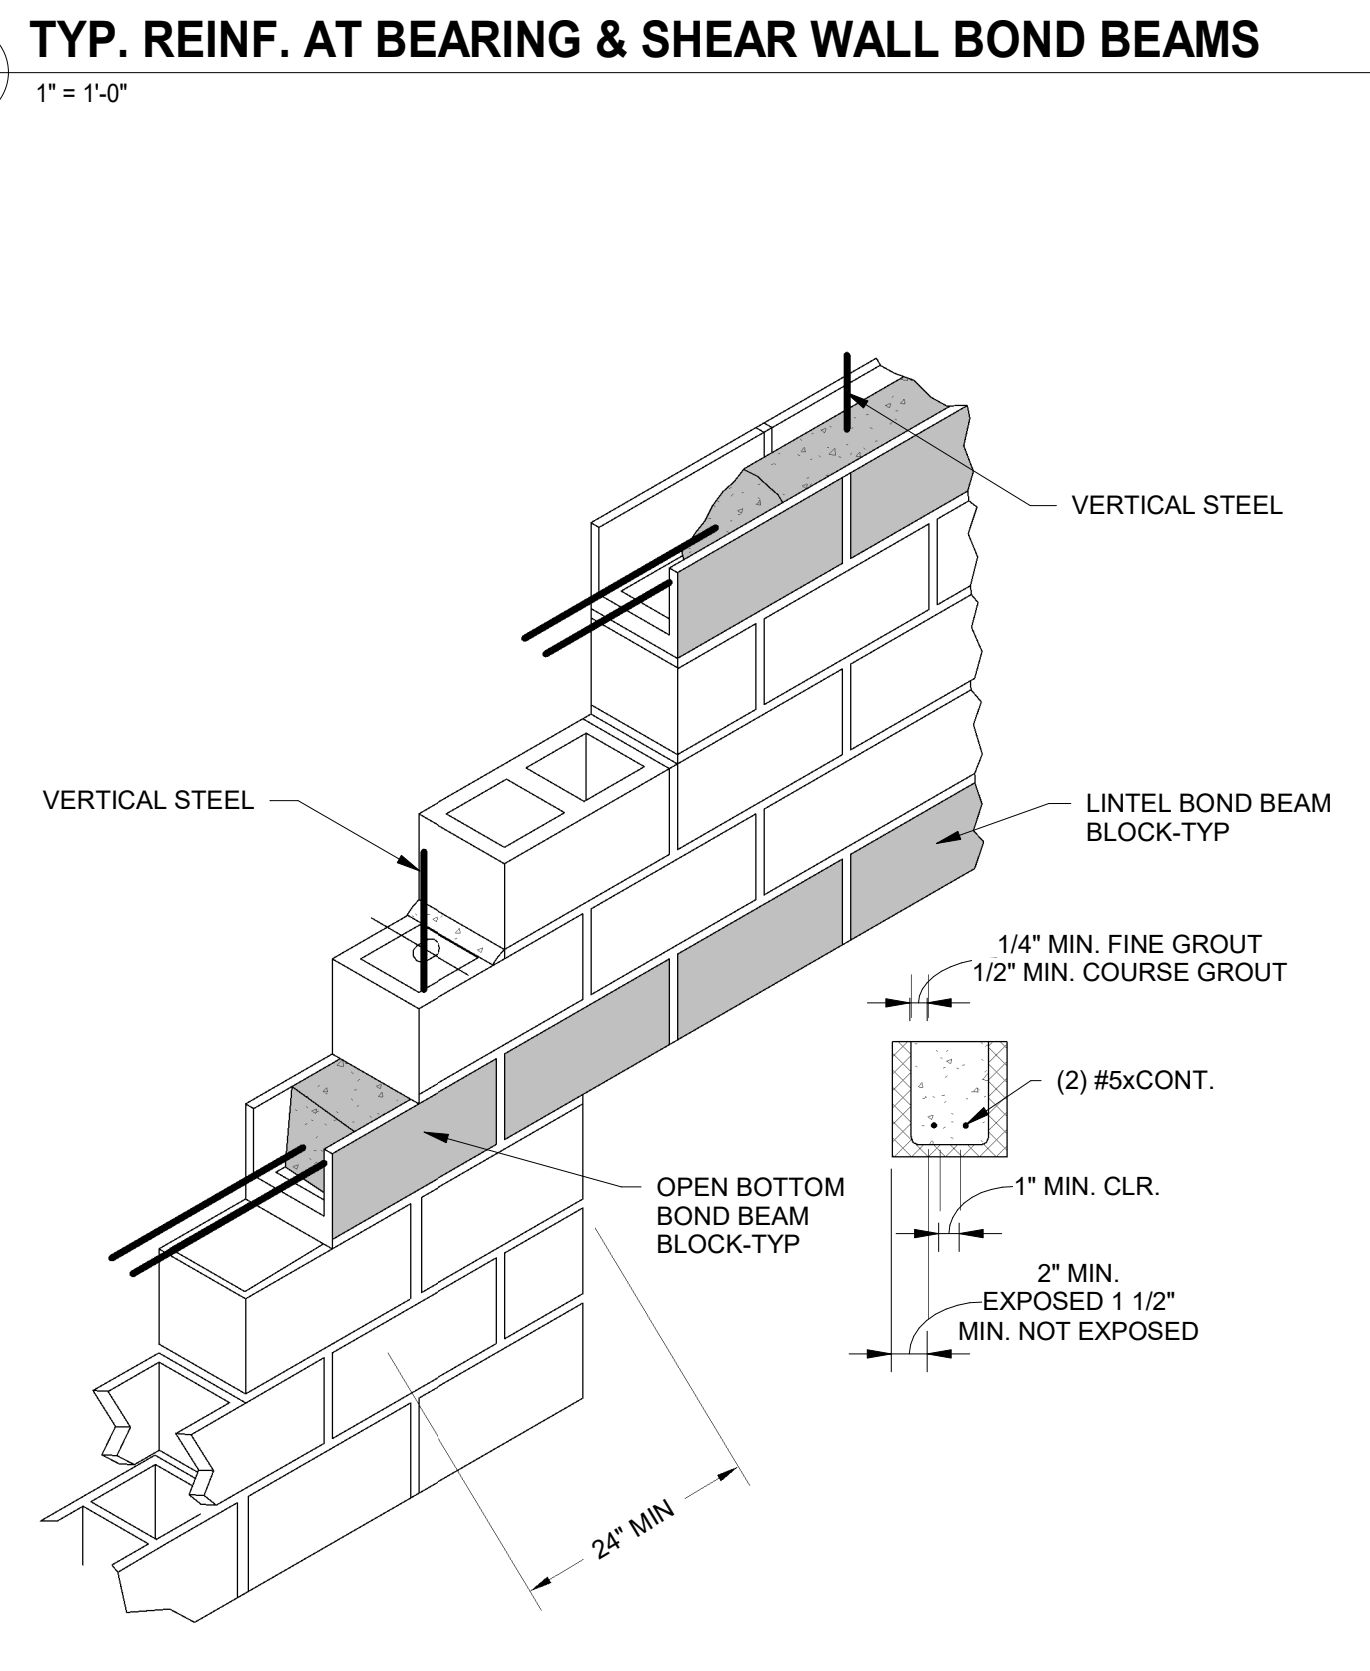 TYP. REINF. AT BEARING & SHEAR WALL BOND BEAMS
1" = 1'-0"
VERTICAL STEEL
VERTICAL STEEL
LINTEL BOND BEAM
BLOCK-TYP
1/4" MIN. FINE GROUT
1/2" MIN. COURSE GROUT
(2) #5xCONT.
OPEN BOTTOM
BOND BEAM
BLOCK-TYP
1" MIN. CLR.
2" MIN.
EXPOSED 1 1/2"
MIN. NOT EXPOSED
24" MIN